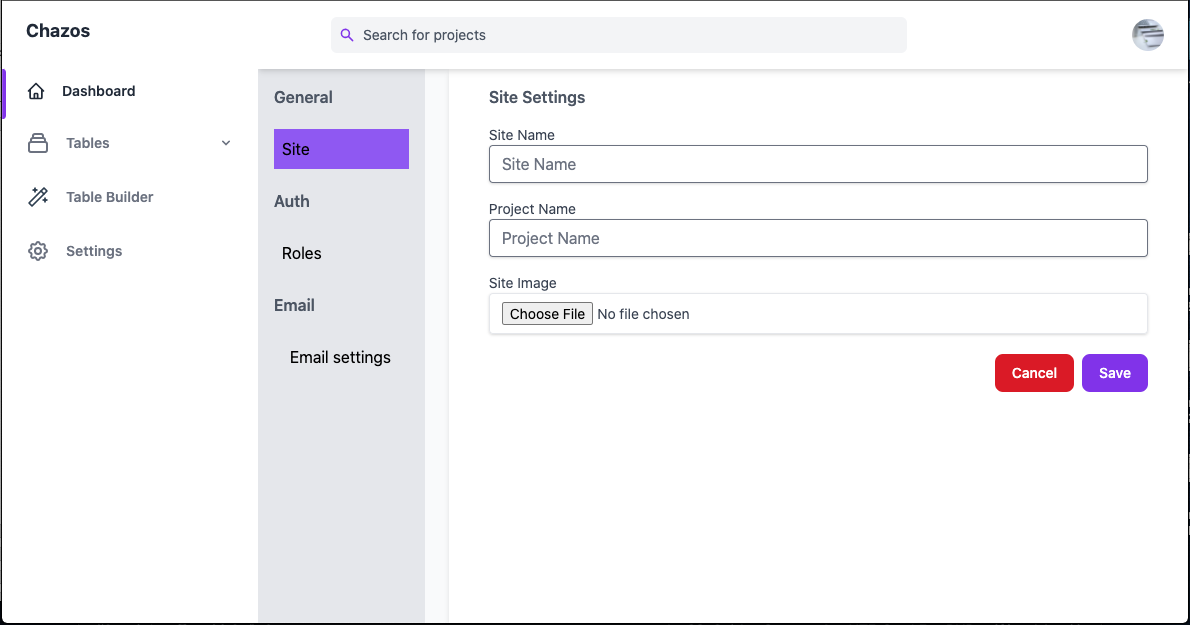 Chazos
Search for projects
Dashboard
Tables
Table Builder
Settings
General
Site
Auth
Roles
Email
Email settings
Site Settings
Site Name
Site Name
Project Name
Project Name
Site Image
Choose File No file chosen
Cancel Save